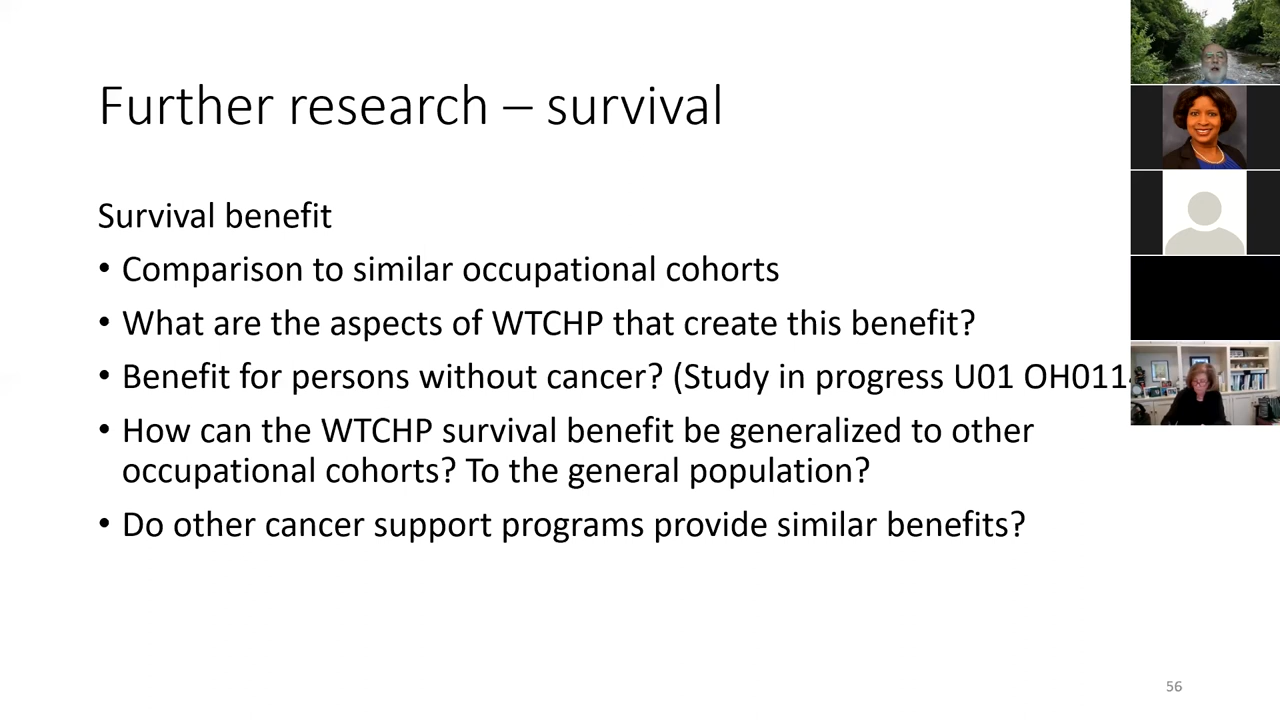 Further research – survival
Survival benefit
• Comparison to similar occupational cohorts
• What are the aspects of WTCHP that create this benefit?
• Benefit for persons without cancer? (Study in progress U01
• How can the WTCHP survival benefit be generalized to other
occupational cohorts? To the general population?
• Do other cancer support programs provide similar benefits?
56